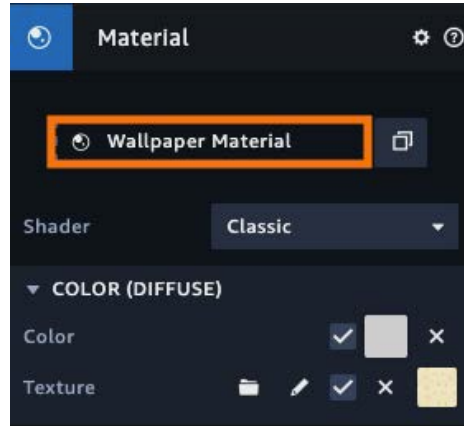 Material
Wallpaper Material
Shader Classic
COLOR (DIFFUSE)
Color
Texture